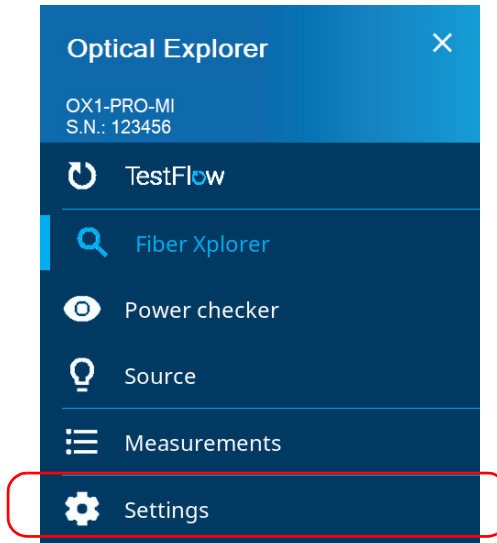 Optical Explorer
OX1-PRO-MI
S.N.: 123456
TestFlow
Fiber Xplorer
Power checker
Source
Measurements
Settings